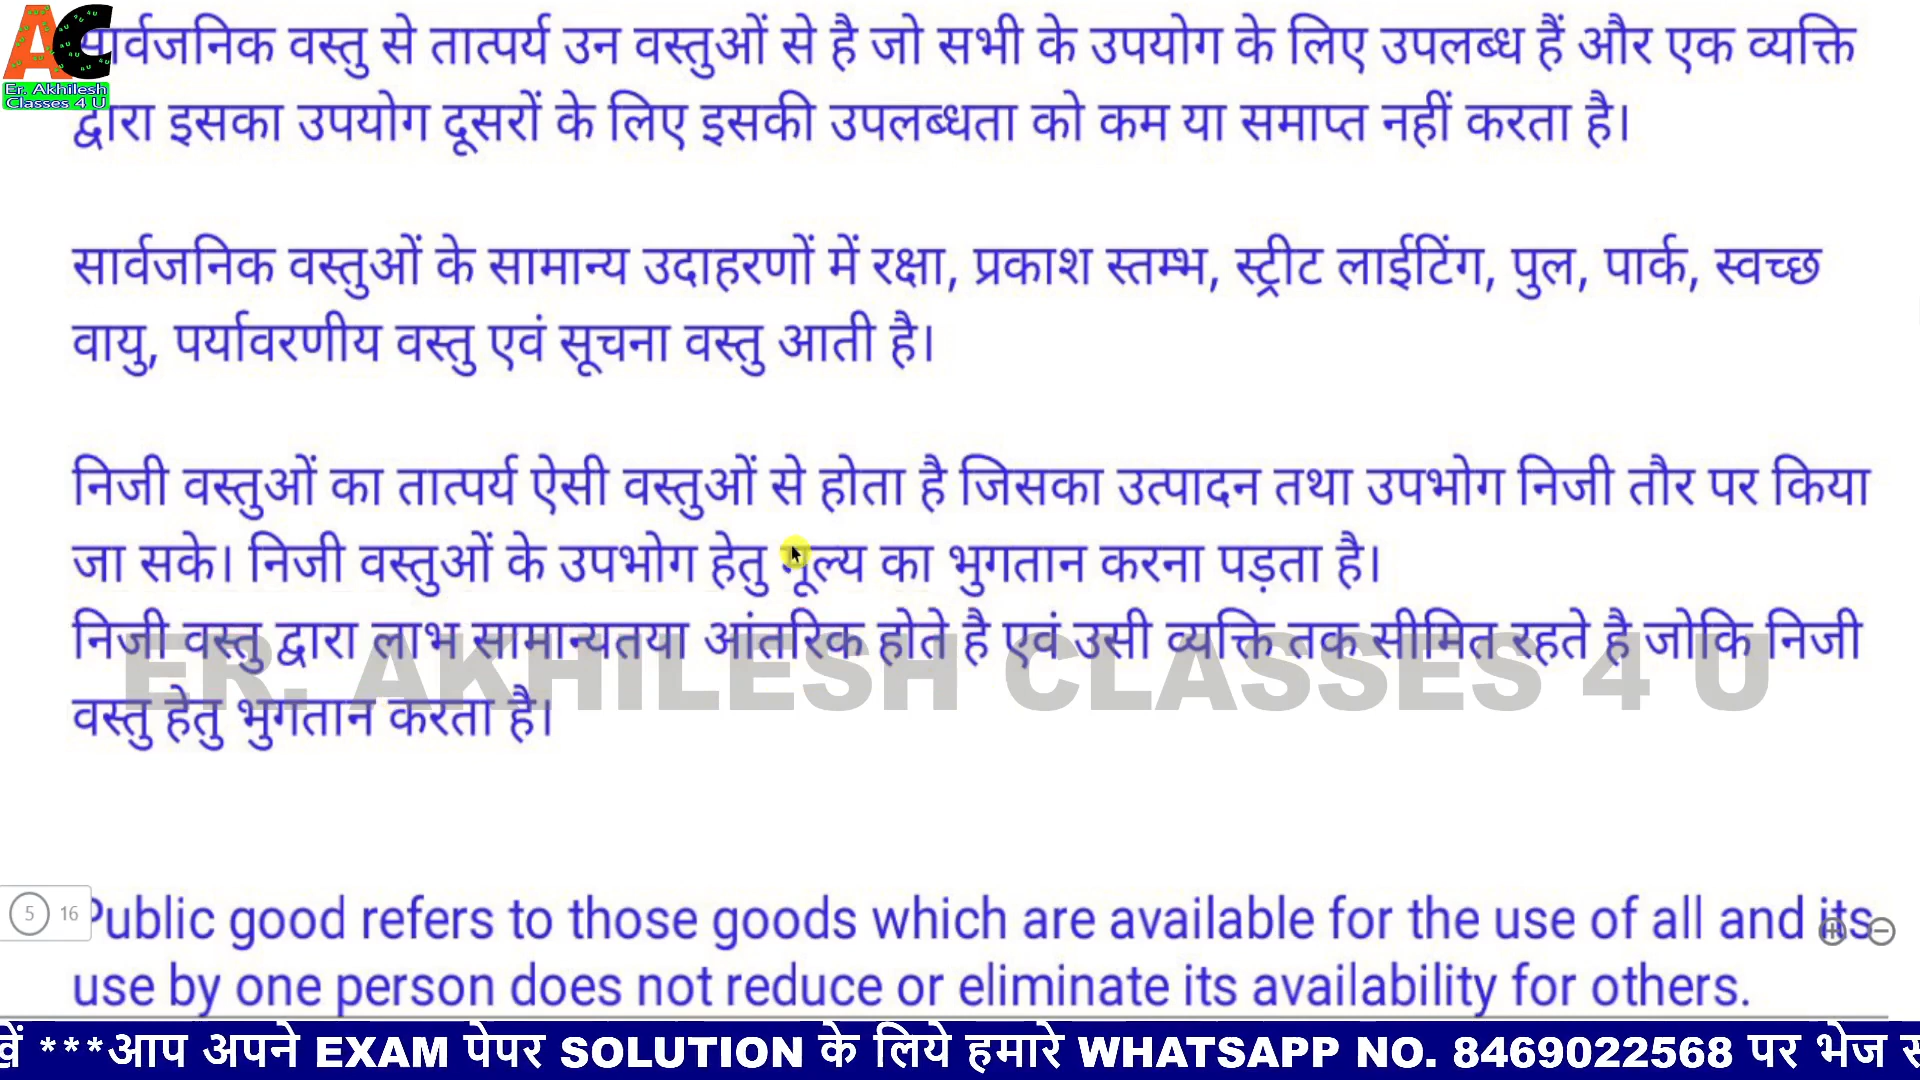 सार्वजनिक वस्तु से तात्पर्य उन वस्तुओं से है जो सभी के उपयोग के लिए उपलब्ध हैं और एक व्यक्ति
द्वारा इसका उपयोग दूसरों के लिए इसकी उपलब्धता को कम या समाप्त नहीं करता है।
Er. Akhilesh
Classes 4 U
सार्वजनिक वस्तुओं के सामान्य उदाहरणों में रक्षा, प्रकाश स्तम्भ, स्ट्रीट लाईटिंग, पुल, पार्क, स्वच्छ
वायु, पर्यावरणीय वस्तु एवं सूचना वस्तु आती है।
निजी वस्तुओं का तात्पर्य ऐसी वस्तुओं से होता है जिसका उत्पादन तथा उपभोग निजी तौर पर किया
जा सके। निजी वस्तुओं के उपभोग हेतु मूल्य का भुगतान करना पड़ता है।
निजी वस्तु द्वारा लाभ सामान्यतया आंतरिक होते है एवं उसी व्यक्ति तक सीमित रहते है जोकि निजी
ER. AKHILESH CLASSES 4 U
वस्तु हेतु भुगतान करता है।
5 16
Public good refers to those goods which are available for the use of all and its
use by one person does not reduce or eliminate its availability for others.
***आप अपने EXAM पेपर SOLUTION के लिये हमारे WHATSAPP NO. 8469022568 पर भेज